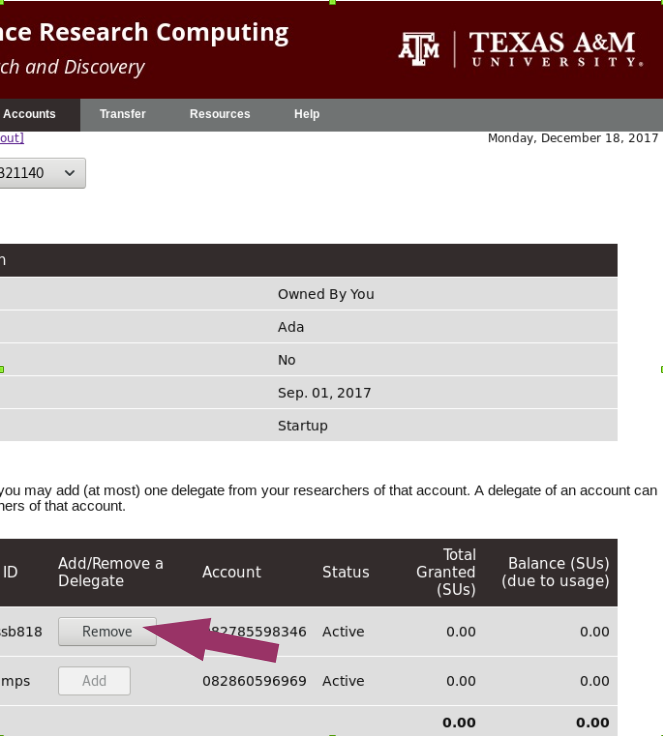 ce Research Computing
ch and Discovery
ĀM | TEXAS A&M
UNIVERSITY.
Accounts Transfer Resources Help
out] Monday, December 18, 2017
321140
n
Owned By You
Ada
No
Sep. 01, 2017
Startup
you may add (at most) one delegate from your researchers of that account. A delegate of an account can
hers of that account.
ID Add/Remove a Delegate Account Status Total Granted (SUs) Balance (SUs) (due to usage)
sb818 Remove 82785598346 Active 0.00 0.00
mps Add 082860596969 Active 0.00 0.00
0.00 0.00